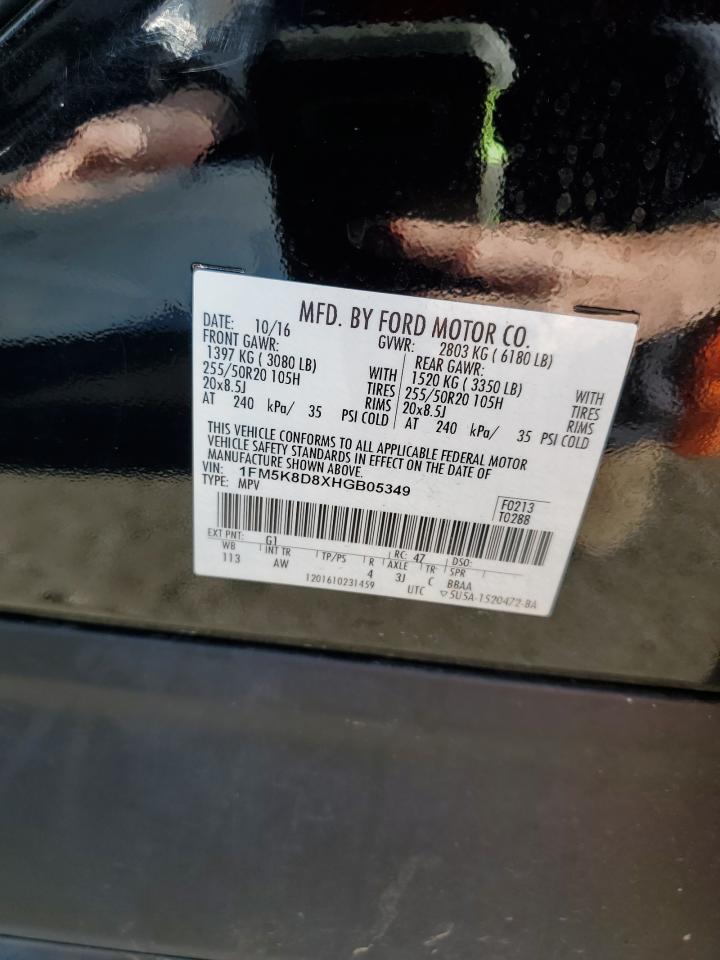 MFD. BY FORD MOTOR CO.
DATE: 10/16 GVWR: 2803 KG ( 6180 LB)
FRONT GAWR: REAR GAWR:
1397 KG ( 3080 LB) WITH 1520 KG ( 3350 LB) WITH
255/50R20 105H TIRES 255/50R20 105H TIRES
20x8.5J RIMS 20x8.5J RIMS
AT 240 kPa/ 35 PSI COLD AT 240 kPa/ 35 PSI COLD
THIS VEHICLE CONFORMS TO ALL APPLICABLE FEDERAL MOTOR
VEHICLE SAFETY STANDARDS IN EFFECT ON THE DATE OF
MANUFACTURE SHOWN ABOVE.
VIN: 1FM5K8D8XHGB05349
TYPE: MPV
F0213
T0288
EXT PNT: G1 RC: 47 DSO:
WB INT TR TP/PS R AXLE TR SPR
113 AW 4 3J C BBAA
1201610231459 UTC ▽5U5A-1520472-BA